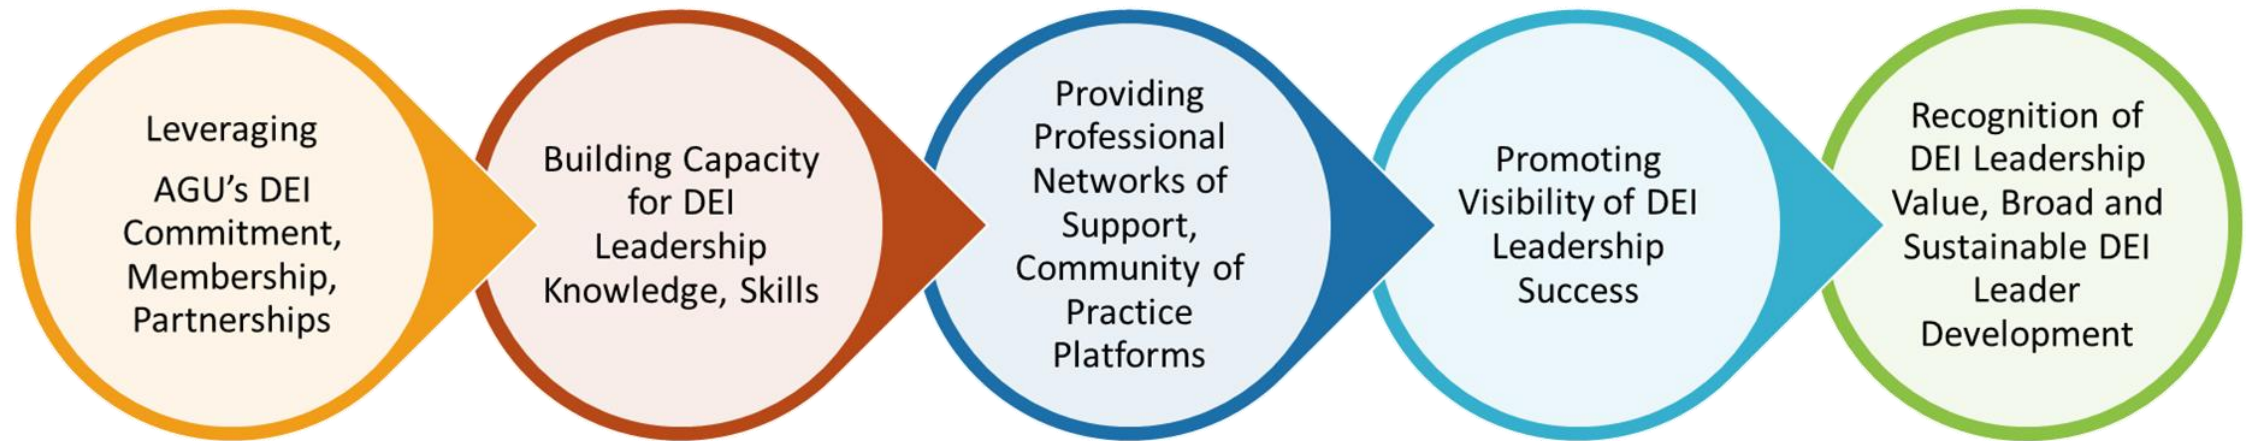 Leveraging
AGU’s DEI
Commitment,
Membership,
Partnerships
Building Capacity
for DEI
Leadership
Knowledge, Skills
Providing
Professional
Networks of
Support,
Community of
Practice
Platforms
Promoting
Visibility of DEI
Leadership
Success
Recognition of
DEI Leadership
Value, Broad and
Sustainable DEI
Leader
Development